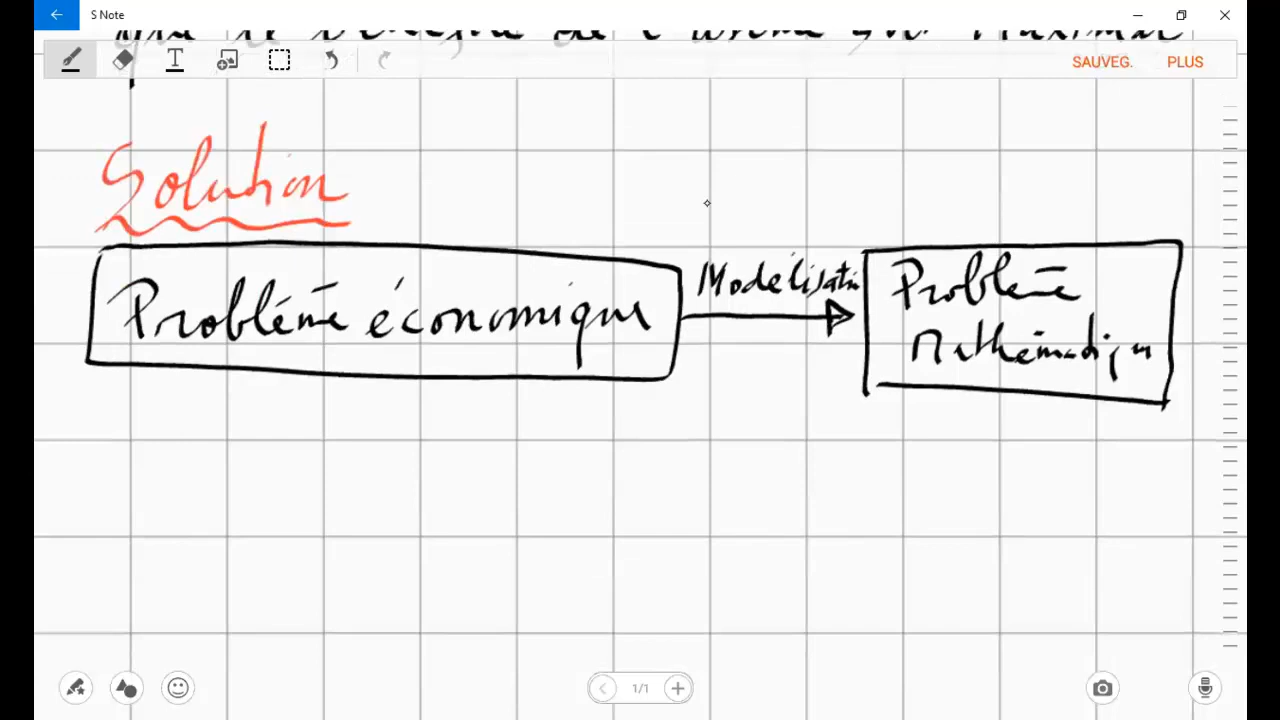 S Note
SAUVEG. PLUS
Solution
Problème économique
Modélisation
Problème
Mathématique
1/1